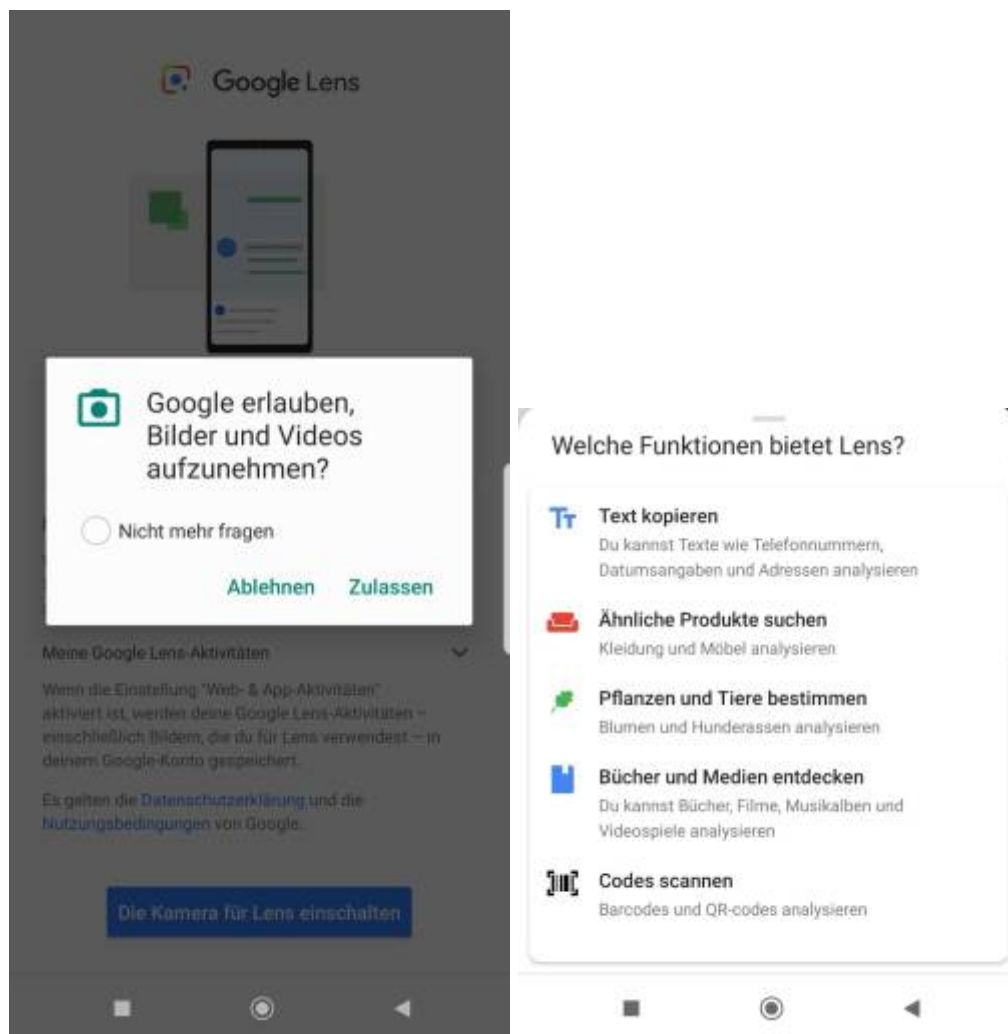 Google Lens
Google erlauben,
Bilder und Videos
aufzunehmen?
Nicht mehr fragen
Ablehnen Zulassen
Meine Google Lens-Aktivitäten
Wenn die Einstellung "Web- & App-Aktivitäten"
aktiviert ist, werden deine Google Lens-Aktivitäten –
einschließlich Bildern, die du für Lens verwendest – in
deinem Google-Konto gespeichert.
Es gelten die Datenschutzerklärung und die
Nutzungsbedingungen von Google.
Die Kamera für Lens einschalten
Welche Funktionen bietet Lens?
Text kopieren
Du kannst Texte wie Telefonnummern,
Datumsangaben und Adressen analysieren
Ähnliche Produkte suchen
Kleidung und Möbel analysieren
Pflanzen und Tiere bestimmen
Blumen und Hunderassen analysieren
Bücher und Medien entdecken
Du kannst Bücher, Filme, Musikalben und
Videospiele analysieren
Codes scannen
Barcodes und QR-codes analysieren